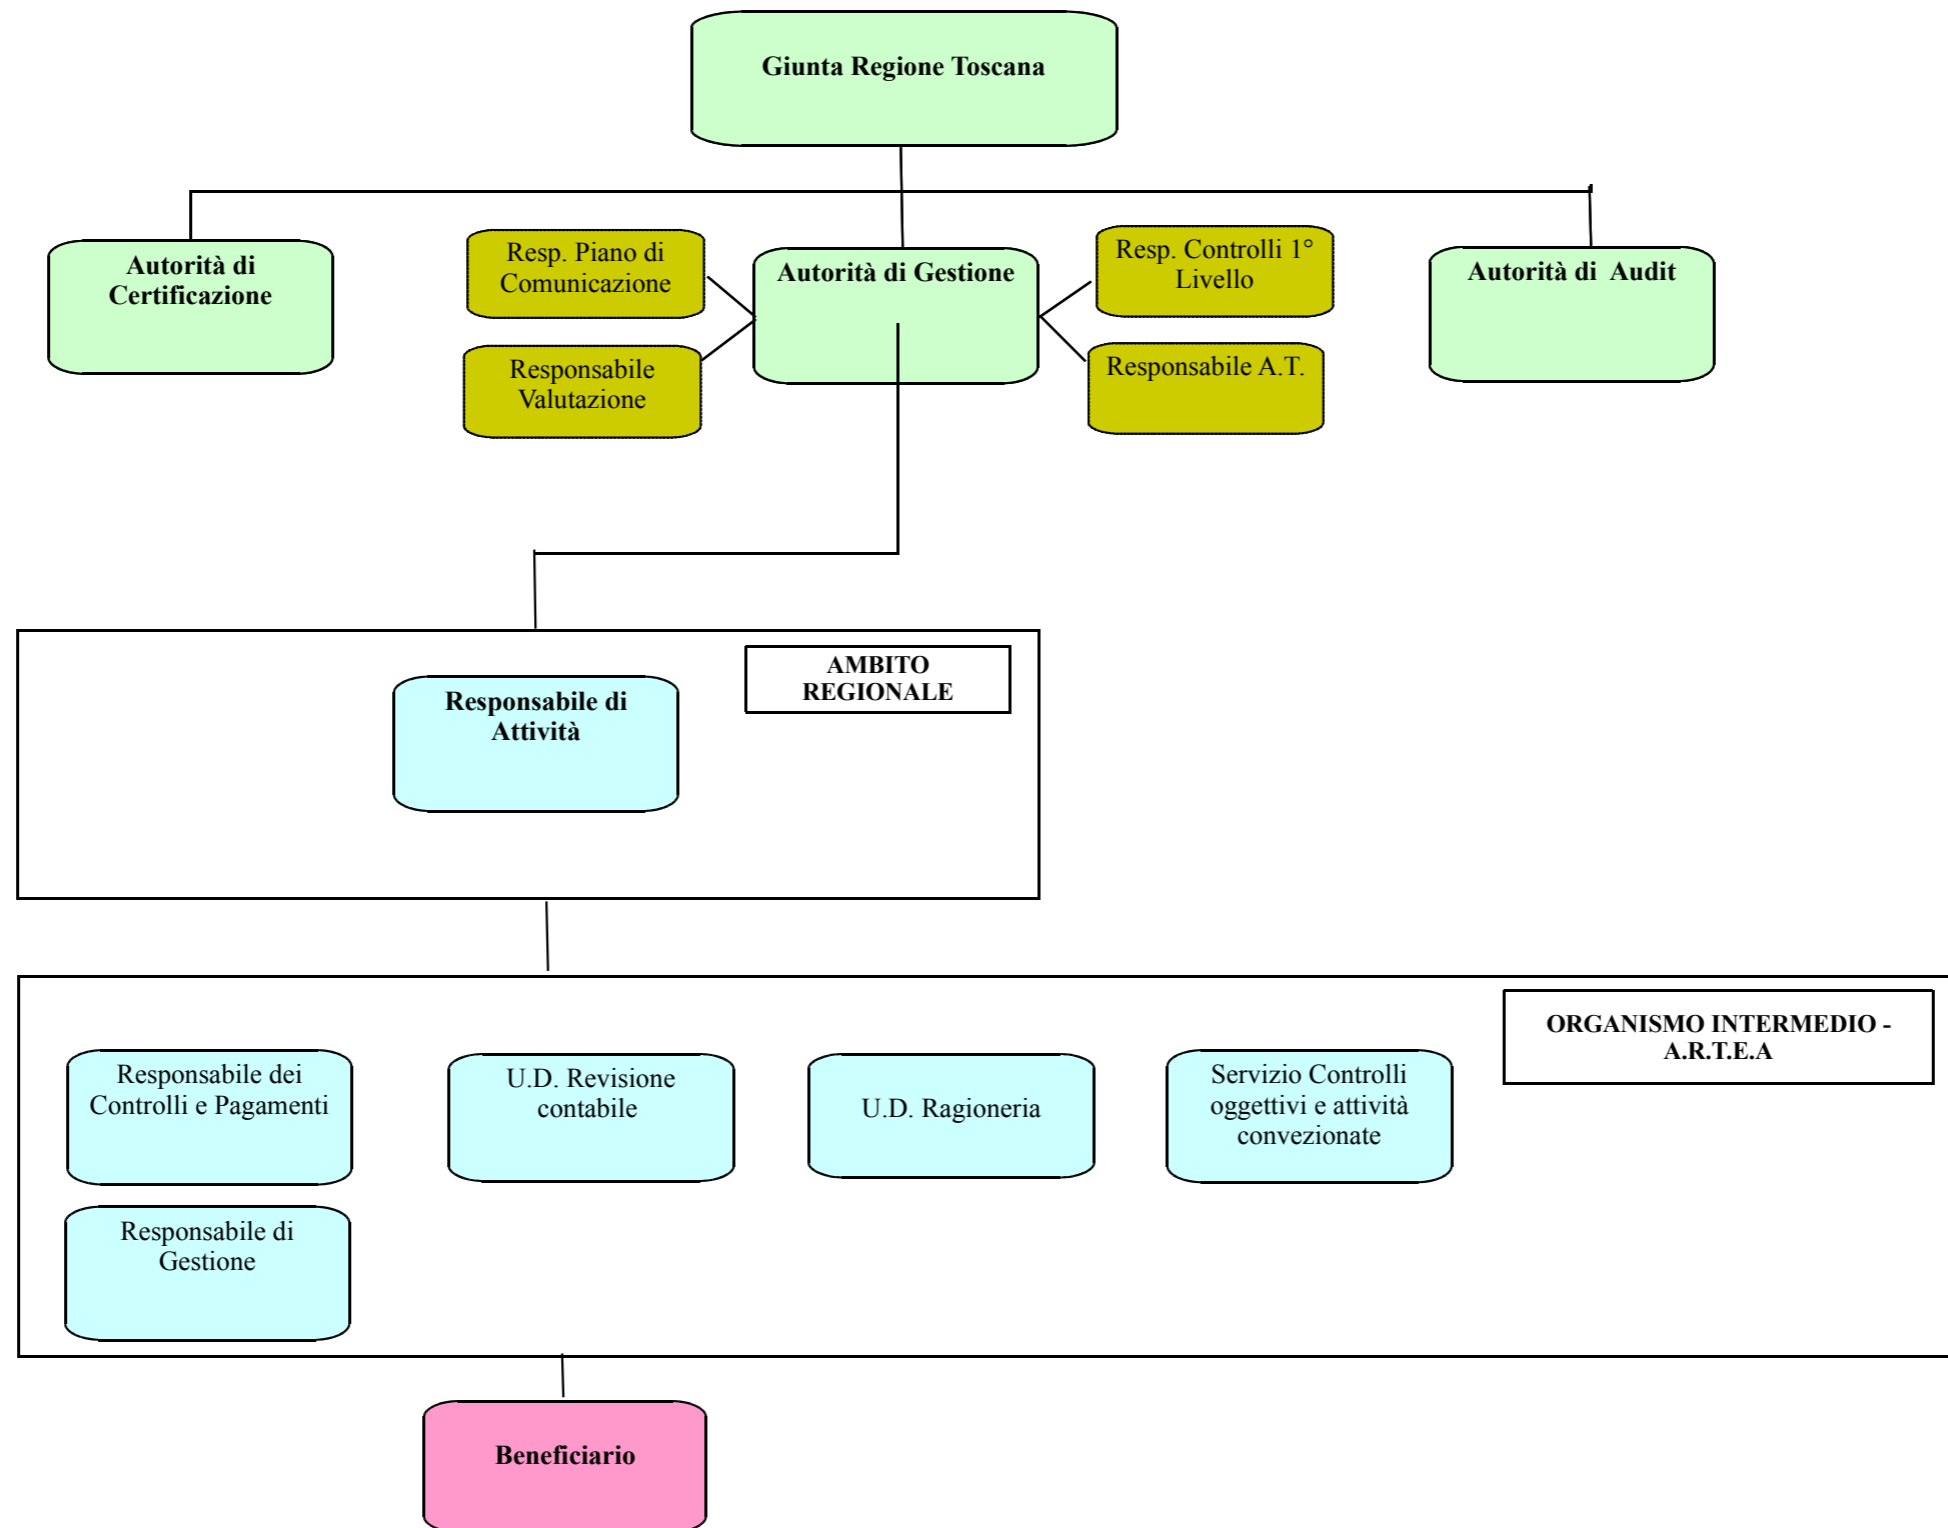 Giunta Regione Toscana
Autorità di
Certificazione
Resp. Piano di
Comunicazione
Responsabile
Valutazione
Autorità di Gestione
Resp. Controlli 1°
Livello
Responsabile A.T.
Autorità di  Audit
AMBITO
REGIONALE
Responsabile di
Attività
ORGANISMO INTERMEDIO -
A.R.T.E.A
Responsabile dei
Controlli e Pagamenti
U.D. Revisione
contabile
U.D. Ragioneria
Servizio Controlli
oggettivi e attività
convezionate
Responsabile di
Gestione
Beneficiario